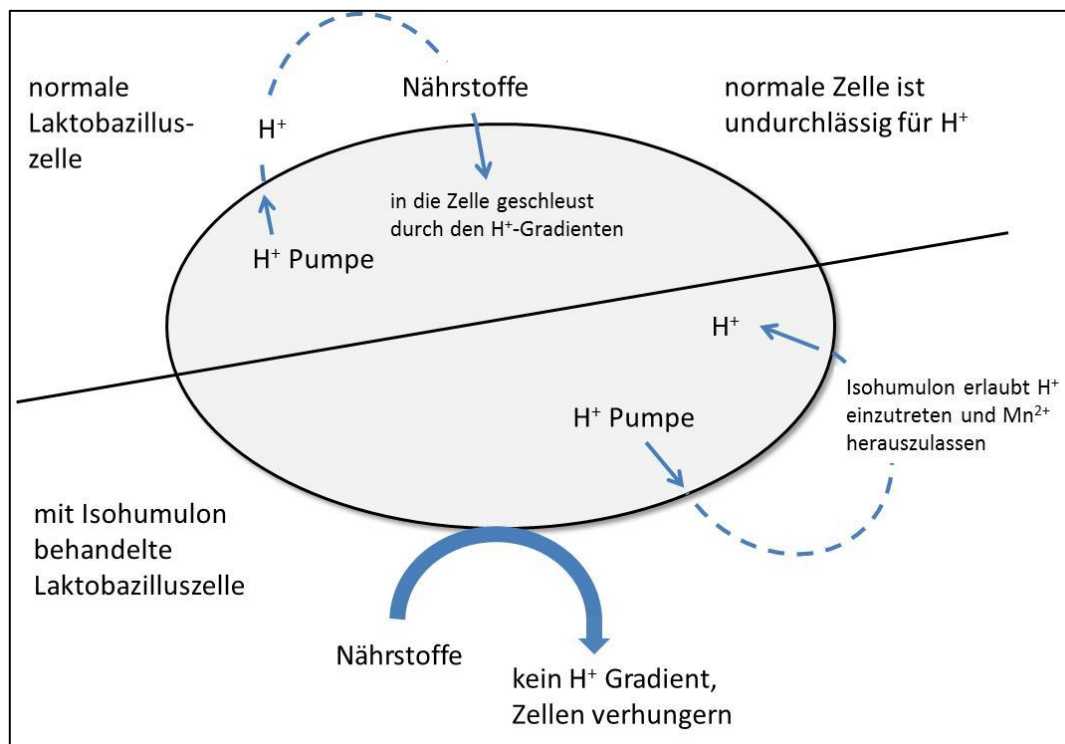 normale
Laktobazillus-
zelle
H⁺
Nährstoffe
normale Zelle ist
undurchlässig für H⁺
in die Zelle geschleust
durch den H⁺-Gradienten
H⁺ Pumpe
H⁺
Isohumulon erlaubt H⁺
einzutreten und Mn²⁺
herauszulassen
H⁺ Pumpe
mit Isohumulon
behandelte
Laktobazilluszelle
Nährstoffe
kein H⁺ Gradient,
Zellen verhungern